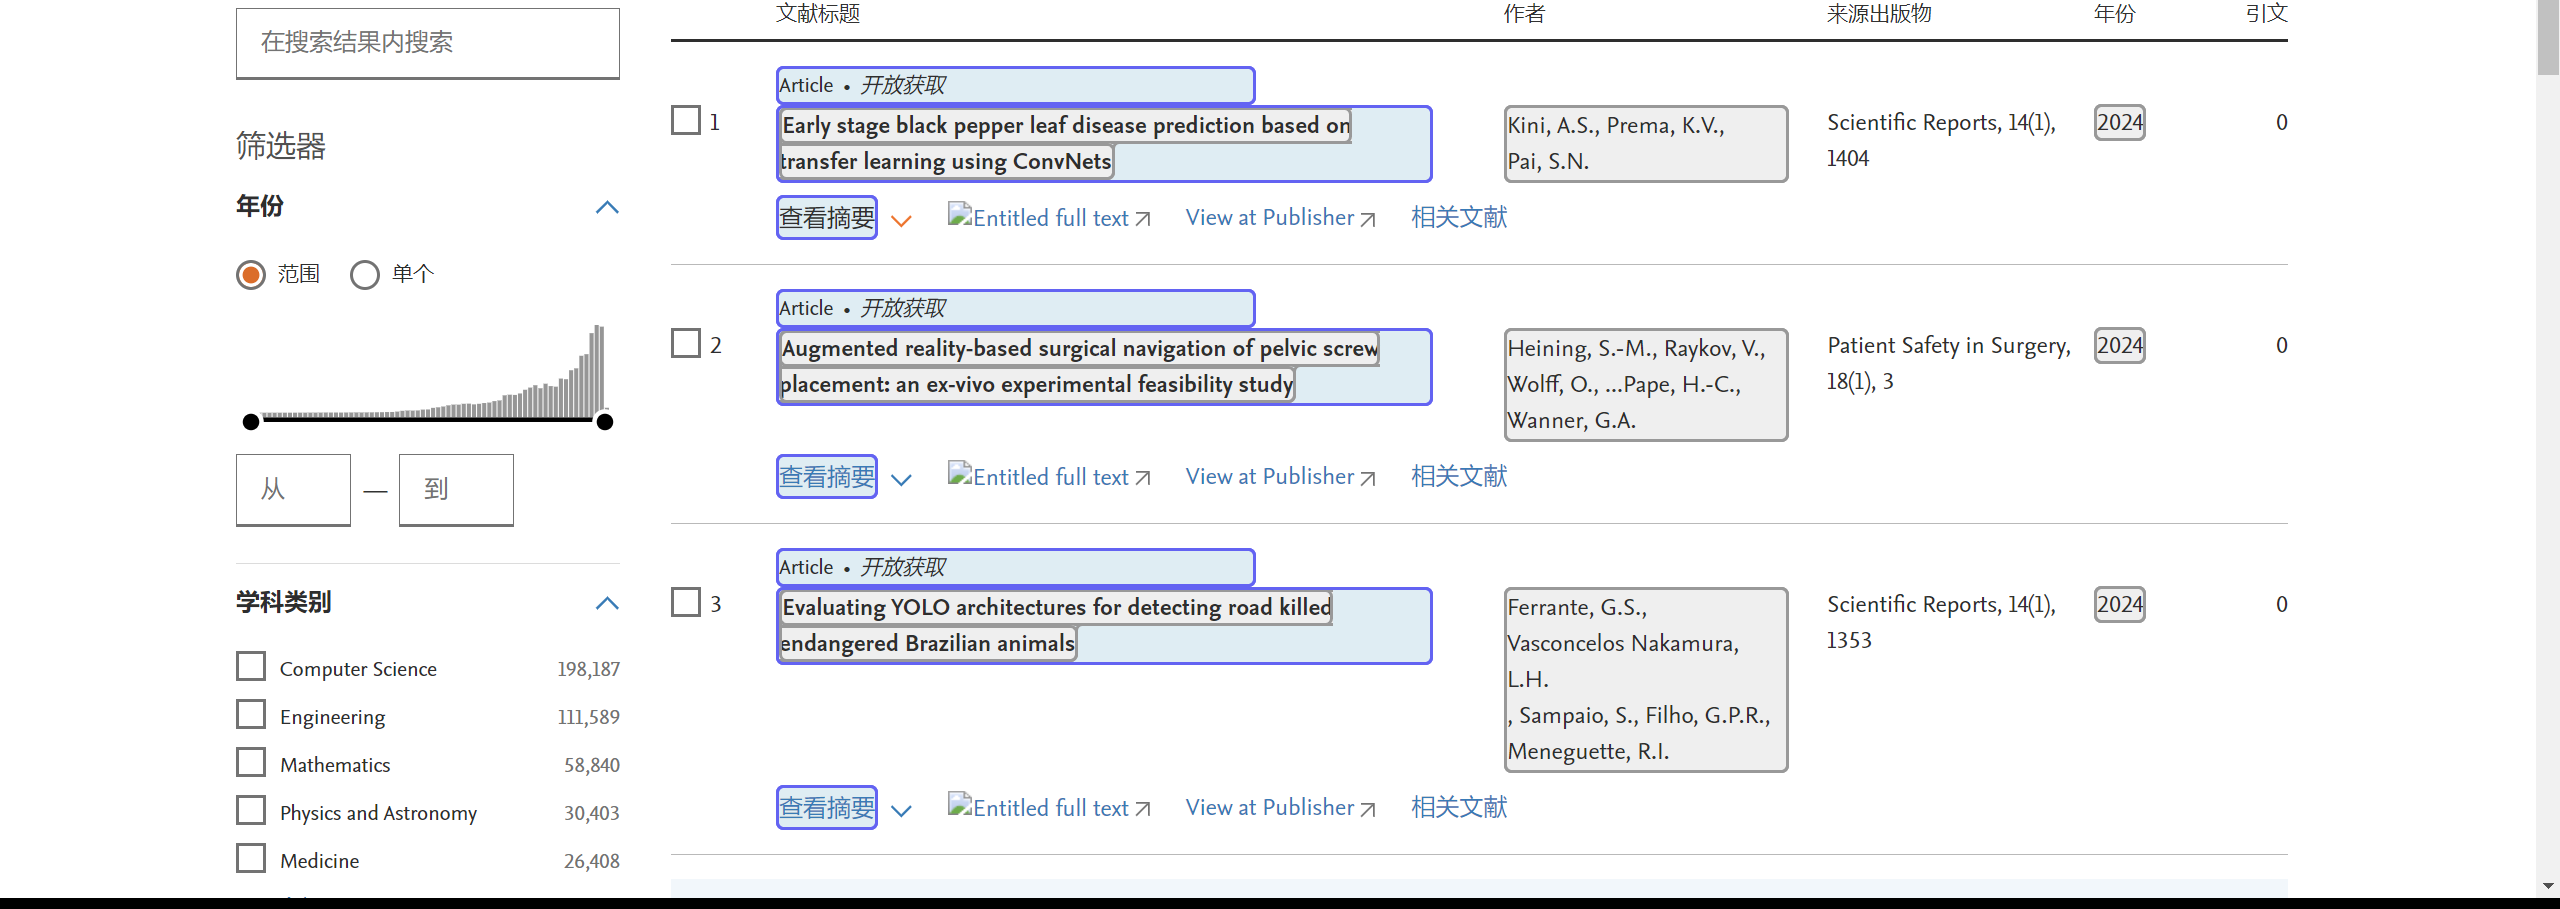 在搜索结果内搜索
筛选器
年份
范围 单个
从 — 到
学科类别
Computer Science 198,187
Engineering 111,589
Mathematics 58,840
Physics and Astronomy 30,403
Medicine 26,408
文献标题 作者 来源出版物 年份 引文
Article • 开放获取
1 Early stage black pepper leaf disease prediction based on Kini, A.S., Prema, K.V., Scientific Reports, 14(1), 2024 0
transfer learning using ConvNets Pai, S.N. 1404
查看摘要 Entitled full text View at Publisher 相关文献
Article • 开放获取
2 Augmented reality-based surgical navigation of pelvic screw Heining, S.-M., Raykov, V., Patient Safety in Surgery, 2024 0
placement: an ex-vivo experimental feasibility study Wolff, O., ...Pape, H.-C., 18(1), 3
Wanner, G.A.
查看摘要 Entitled full text View at Publisher 相关文献
Article • 开放获取
3 Evaluating YOLO architectures for detecting road killed Ferrante, G.S., Scientific Reports, 14(1), 2024 0
endangered Brazilian animals Vasconcelos Nakamura, 1353
L.H.
, Sampaio, S., Filho, G.P.R.,
Meneguette, R.I.
查看摘要 Entitled full text View at Publisher 相关文献